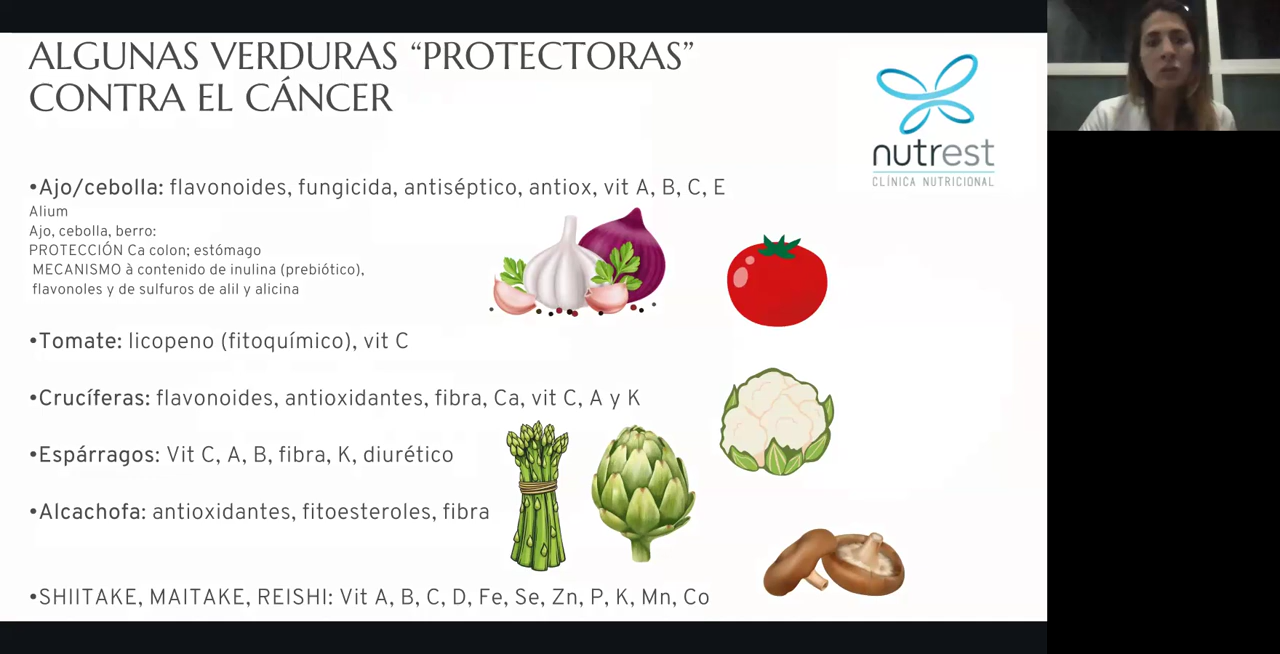 ALGUNAS VERDURAS “PROTECTORAS”
CONTRA EL CÁNCER
nutrest
CLÍNICA NUTRICIONAL
•Ajo/cebolla: flavonoides, fungicida, antiséptico, antiox, vit A, B, C, E
Alium
Ajo, cebolla, berro:
PROTECCIÓN Ca colon; estómago
MECANISMO à contenido de inulina (prebiótico),
flavonoles y de sulfuros de alil y alicina
•Tomate: licopeno (fitoquímico), vit C
•Crucíferas: flavonoides, antioxidantes, fibra, Ca, vit C, A y K
•Espárragos: Vit C, A, B, fibra, K, diurético
•Alcachofa: antioxidantes, fitoesteroles, fibra
•SHIITAKE, MAITAKE, REISHI: Vit A, B, C, D, Fe, Se, Zn, P, K, Mn, Co